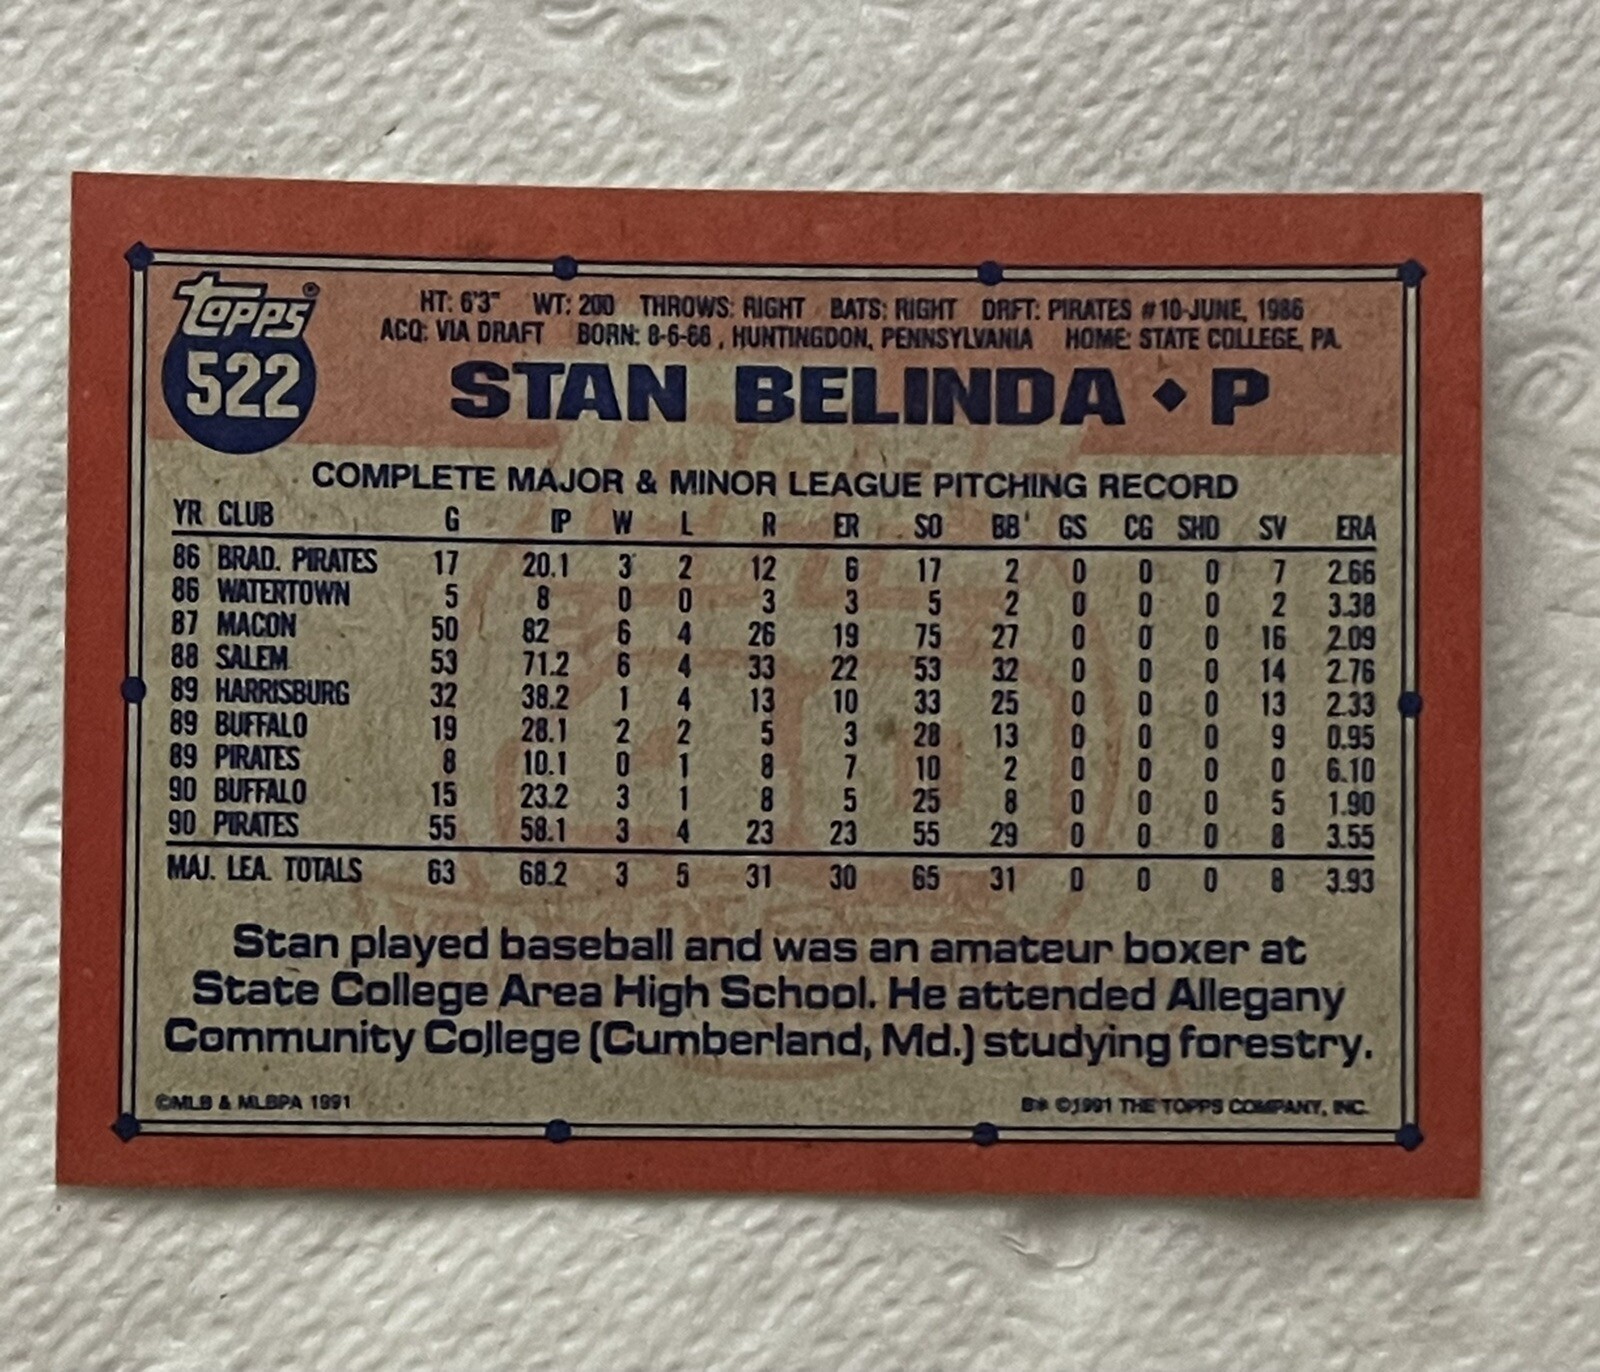 topps®
522
HT: 6'3" WT: 200 THROWS: RIGHT BATS: RIGHT DRFT: PIRATES #10-JUNE, 1986
ACQ: VIA DRAFT BORN: 8-6-66 , HUNTINGDON, PENNSYLVANIA HOME: STATE COLLEGE, PA.
STAN BELINDA ◆ P
COMPLETE MAJOR & MINOR LEAGUE PITCHING RECORD
YR CLUB G IP W L R ER SO BB GS CG SHO SV ERA
86 BRAD. PIRATES 17 20.1 3 2 12 6 17 2 0 0 0 7 2.66
86 WATERTOWN 5 8 0 0 3 3 5 2 0 0 0 2 3.38
87 MACON 50 82 6 4 26 19 75 27 0 0 0 16 2.09
88 SALEM 53 71.2 6 4 33 22 53 32 0 0 0 14 2.76
89 HARRISBURG 32 38.2 1 4 13 10 33 25 0 0 0 13 2.33
89 BUFFALO 19 28.1 2 2 5 3 28 13 0 0 0 9 0.95
89 PIRATES 8 10.1 0 1 8 7 10 2 0 0 0 0 6.10
90 BUFFALO 15 23.2 3 1 8 5 25 8 0 0 0 5 1.90
90 PIRATES 55 58.1 3 4 23 23 55 29 0 0 0 8 3.55
MAJ. LEA. TOTALS 63 68.2 3 5 31 30 65 31 0 0 0 8 3.93
Stan played baseball and was an amateur boxer at
State College Area High School. He attended Allegany
Community College (Cumberland, Md.) studying forestry.
©MLB & MLBPA 1991
B* ©1991 THE TOPPS COMPANY, INC.